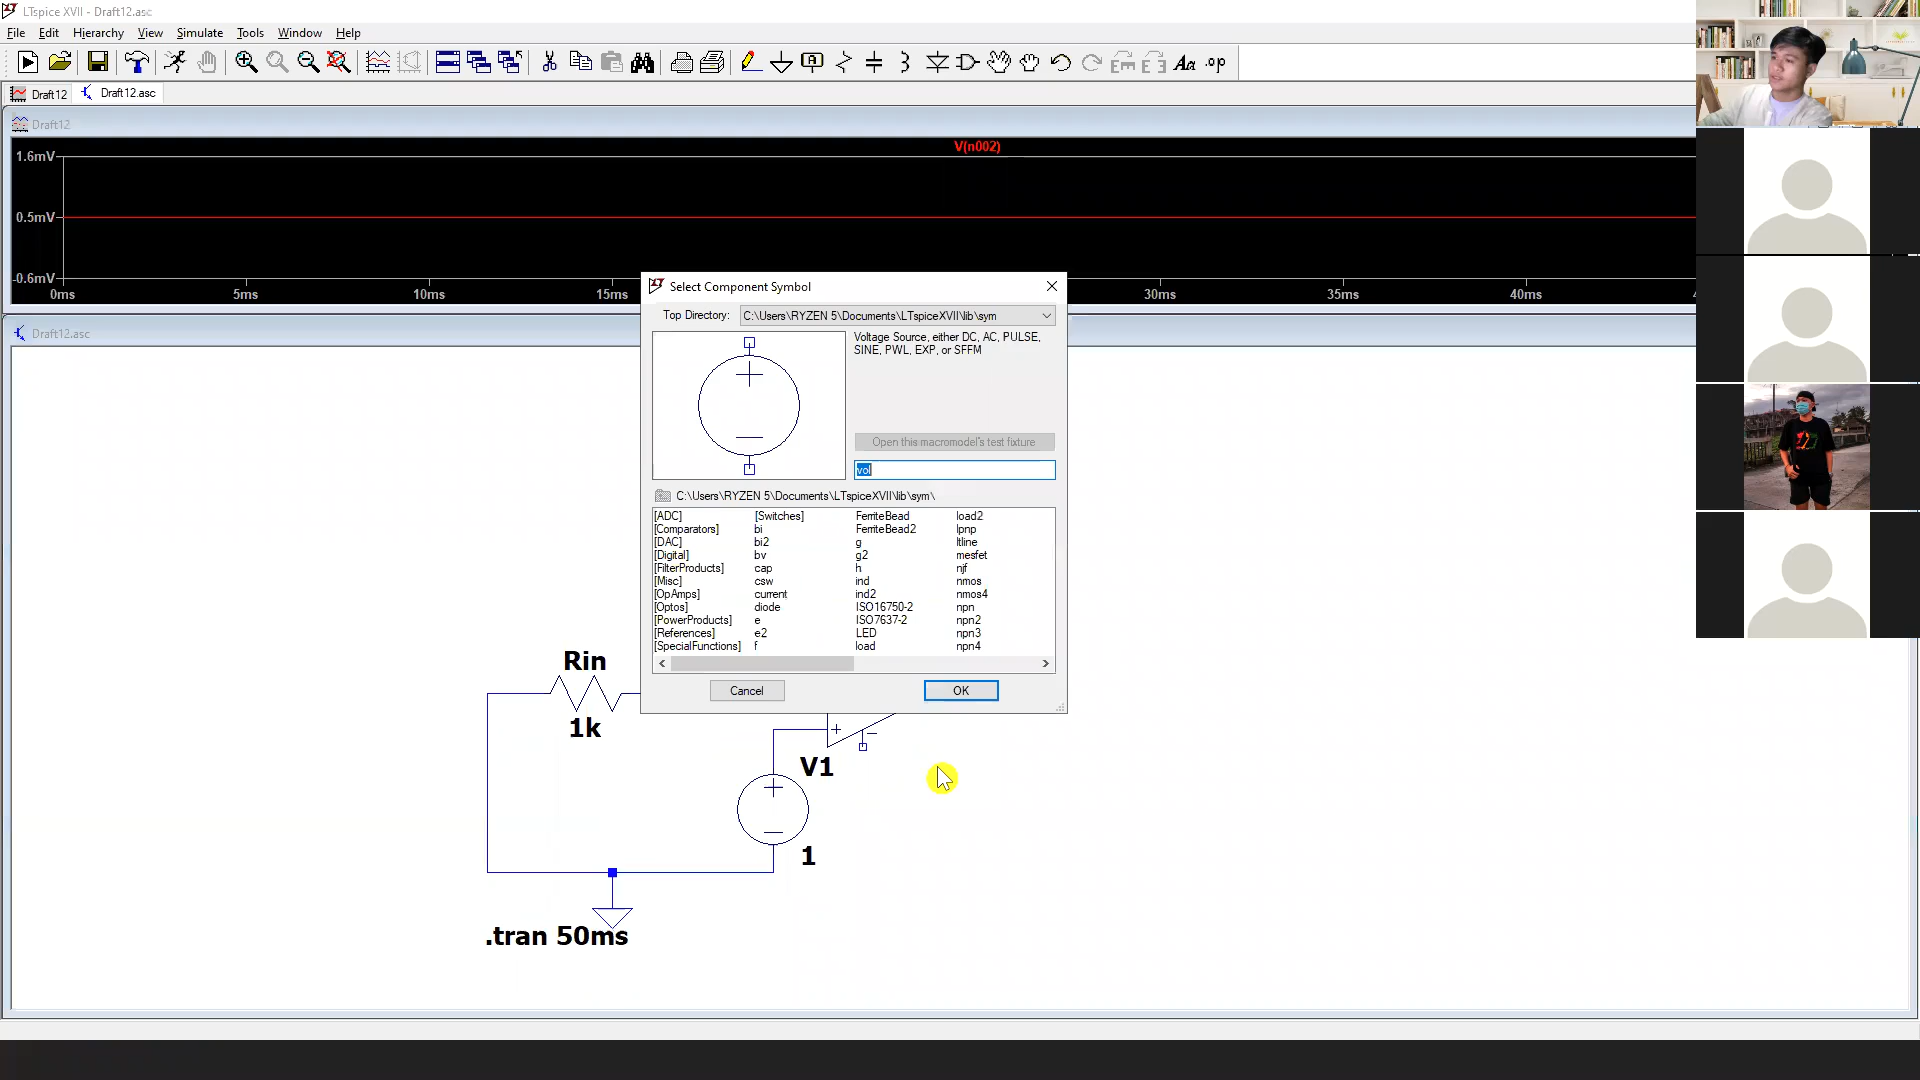 LTspice XVII - Draft12.asc
File Edit Hierarchy View Simulate Tools Window Help
Draft12 Draft12.asc
Draft12
V(n002)
1.6mV
0.5mV
-0.6mV
0ms 5ms 10ms 15ms 30ms 35ms 40ms
Draft12.asc
Select Component Symbol
Top Directory: C:\Users\RYZEN 5\Documents\LTspiceXVII\lib\sym
Voltage Source, either DC, AC, PULSE,
SINE, PWL, EXP, or SFFM
Open this macromodel's test fixture
vol
C:\Users\RYZEN 5\Documents\LTspiceXVII\lib\sym\
[ADC] [Switches] FerriteBead load2
[Comparators] bi FerriteBead2 lpnp
[DAC] bi2 g ltline
[Digital] bv g2 mesfet
[FilterProducts] cap h njf
[Misc] csw ind nmos
[OpAmps] current ind2 nmos4
[Optos] diode ISO16750-2 npn
[PowerProducts] e ISO7637-2 npn2
[References] e2 LED npn3
[SpecialFunctions] f load npn4
Cancel OK
Rin
1k
V1
1
.tran 50ms